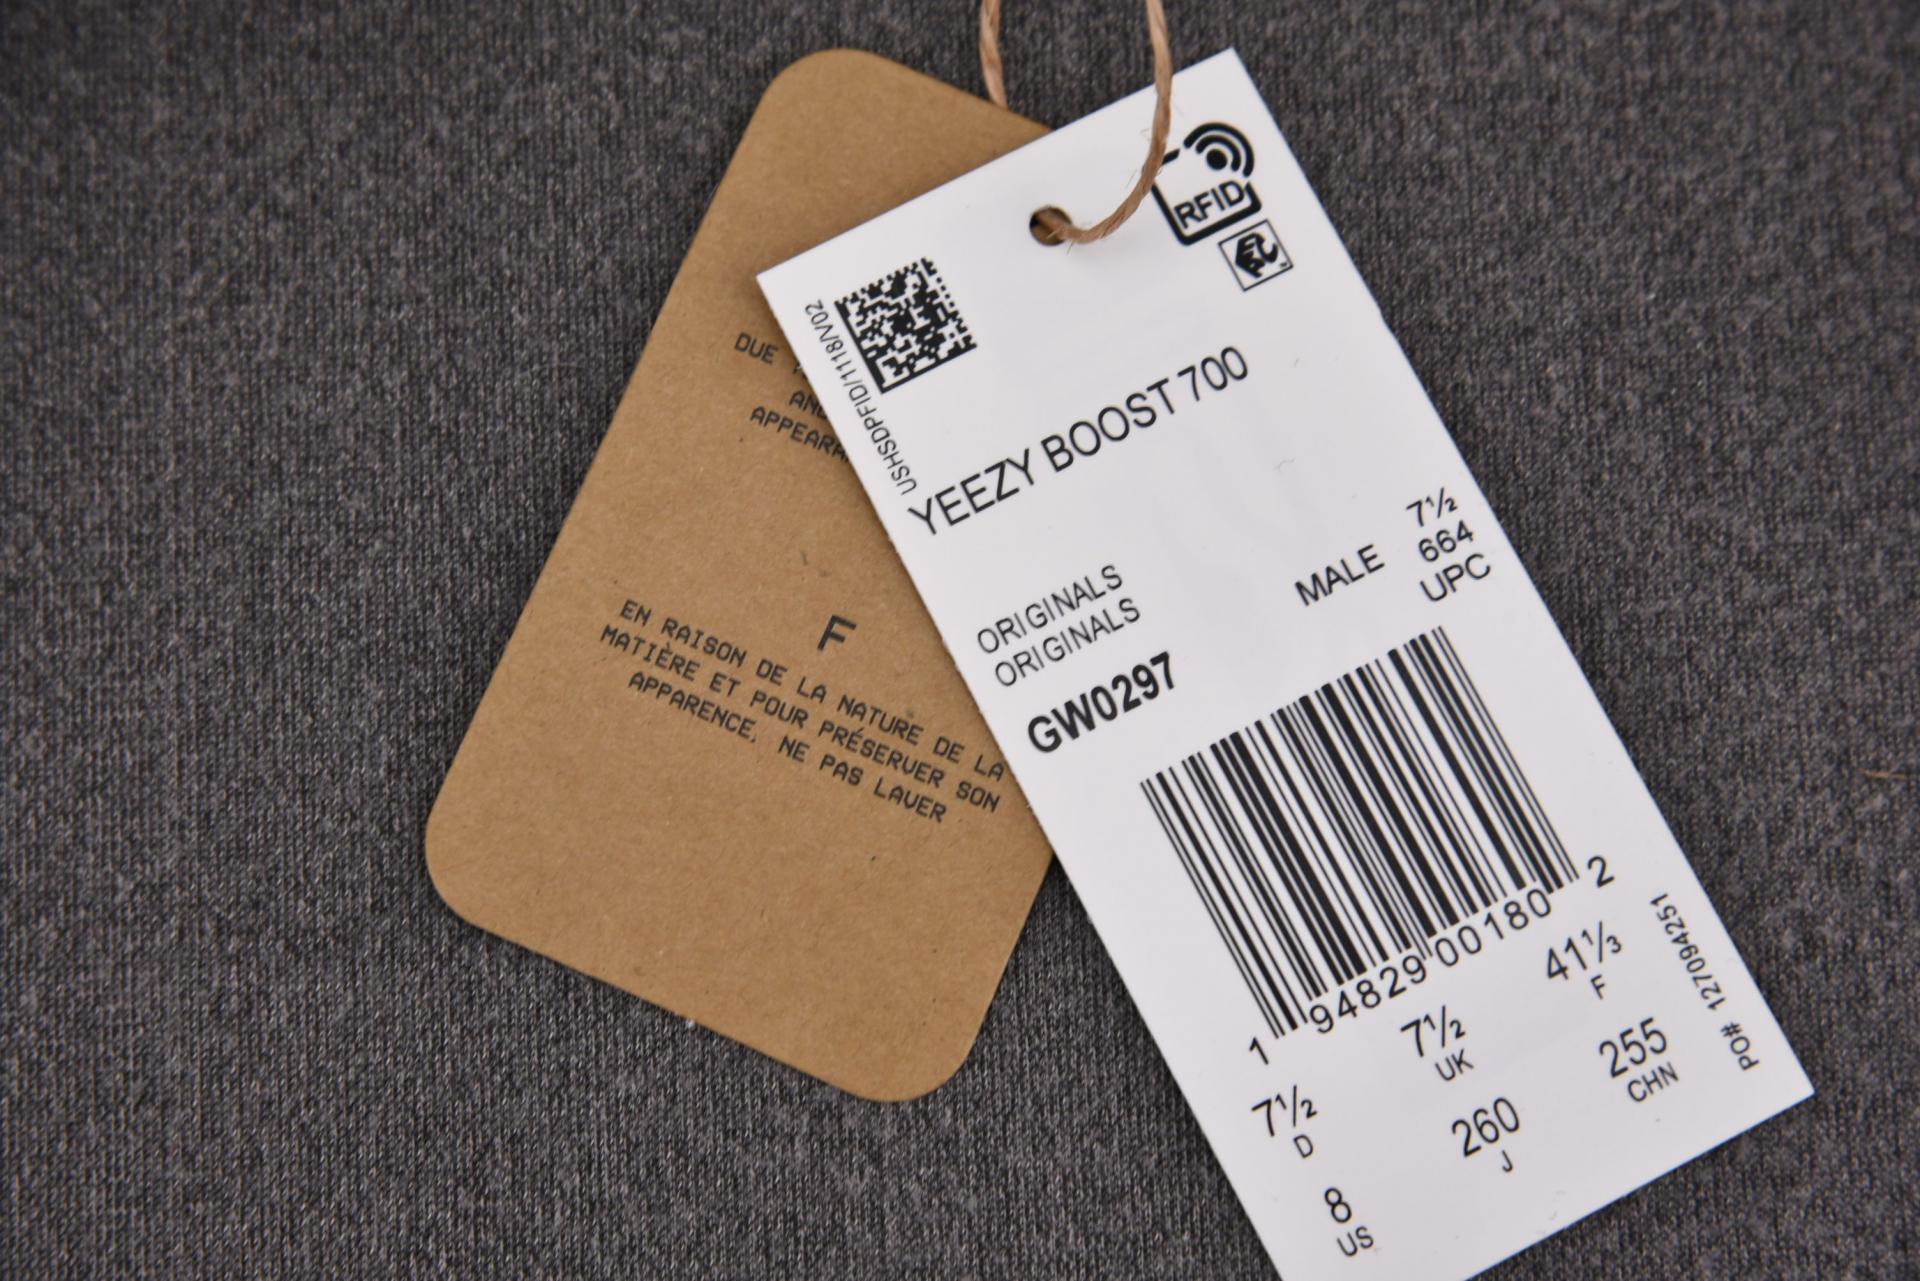 DUE
APPEAR
F
EN RAISON DE LA NATURE DE LA
MATIÈRE ET POUR PRÉSERVER SON
APPARENCE, NE PAS LAVER
RFID
USHSDPFID/1118/V02
YEEZY BOOST 700
7½
664
UPC
MALE
ORIGINALS
ORIGINALS
GW0297
1 94829 00180 2
7½ D
7½ UK
41⅓ F
8 US
260 J
255 CHN
PO# 127094251